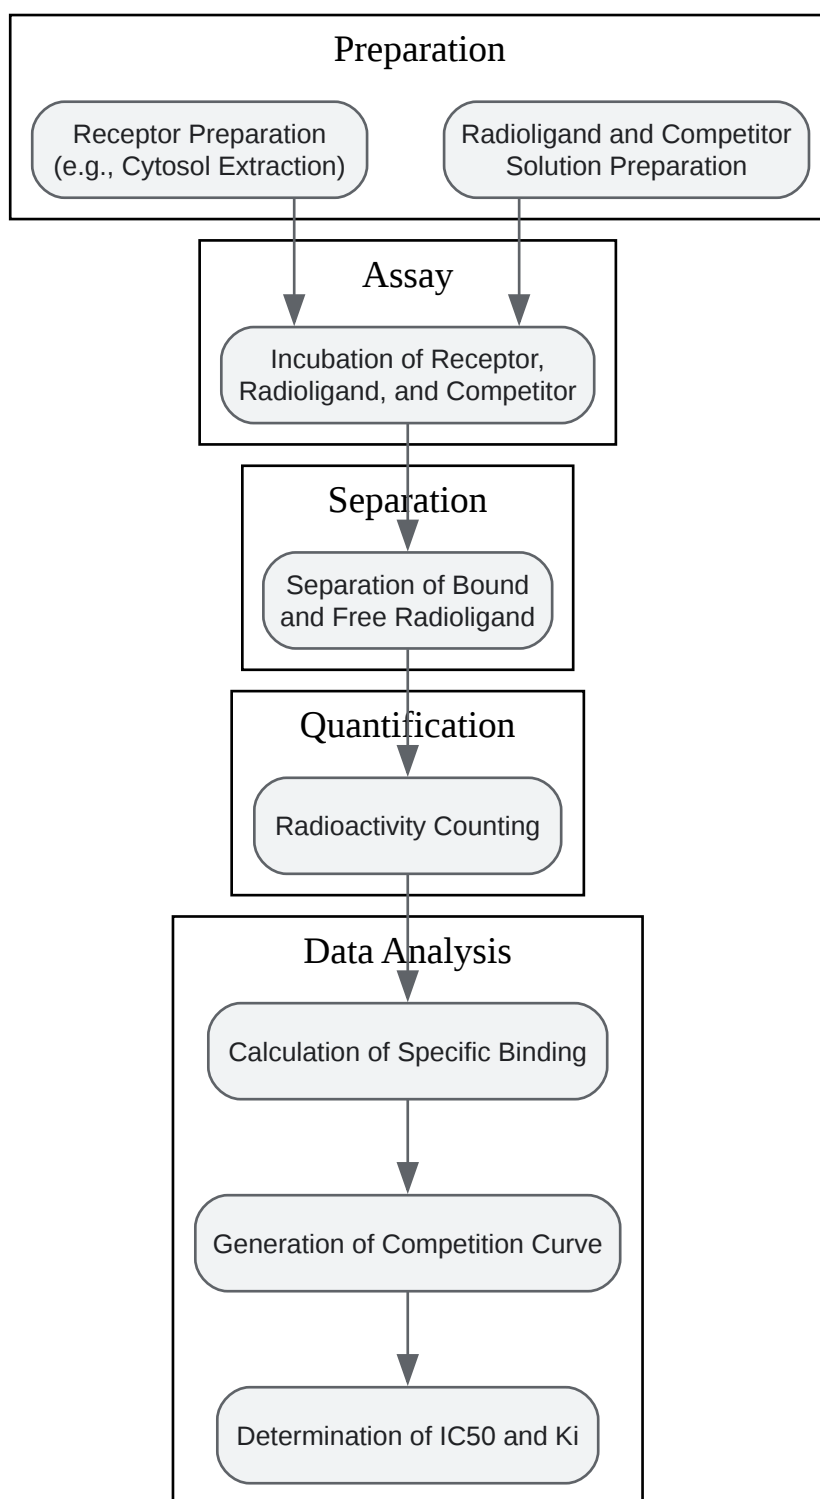 Preparation
Receptor Preparation
(e.g., Cytosol Extraction)
Radioligand and Competitor
Solution Preparation
Assay
Incubation of Receptor,
Radioligand, and Competitor
Separation
Separation of Bound
and Free Radioligand
Quantification
Radioactivity Counting
Data Analysis
Calculation of Specific Binding
Generation of Competition Curve
Determination of IC50 and Ki